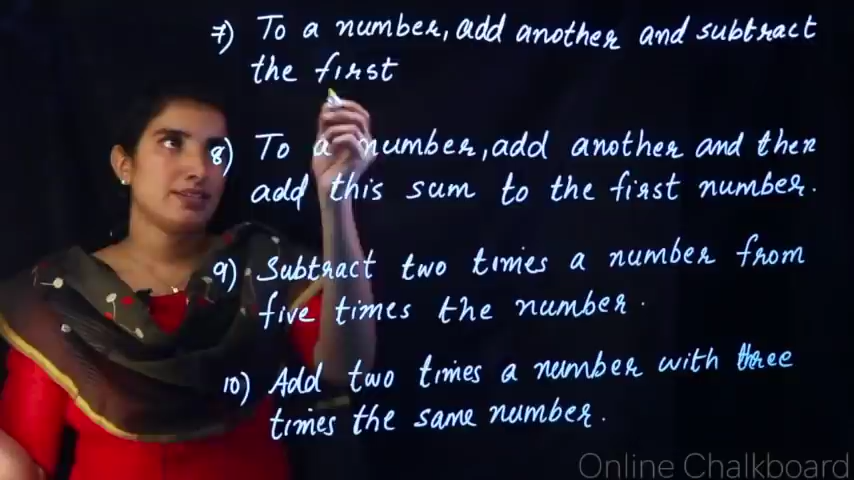 7) To a number, add another and subtract
the first
8) To a number, add another and then
add this sum to the first number.
9) Subtract two times a number from
five times the number.
10) Add two times a number with three
times the same number.
Online Chalkboard